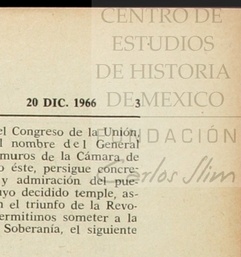 CENTRO DE
ESTUDIOS
DE HISTORIA
DE MEXICO
20 DIC. 1966 3
FUNDACIÓN
Carlos Slim
el Congreso de la Unión,
l nombre del General
muros de la Cámara de
o éste, persigue concre-
y admiración del pue-
uyo decidido temple, as-
n el triunfo de la Revo-
ermitimos someter a la
Soberanía, el siguiente